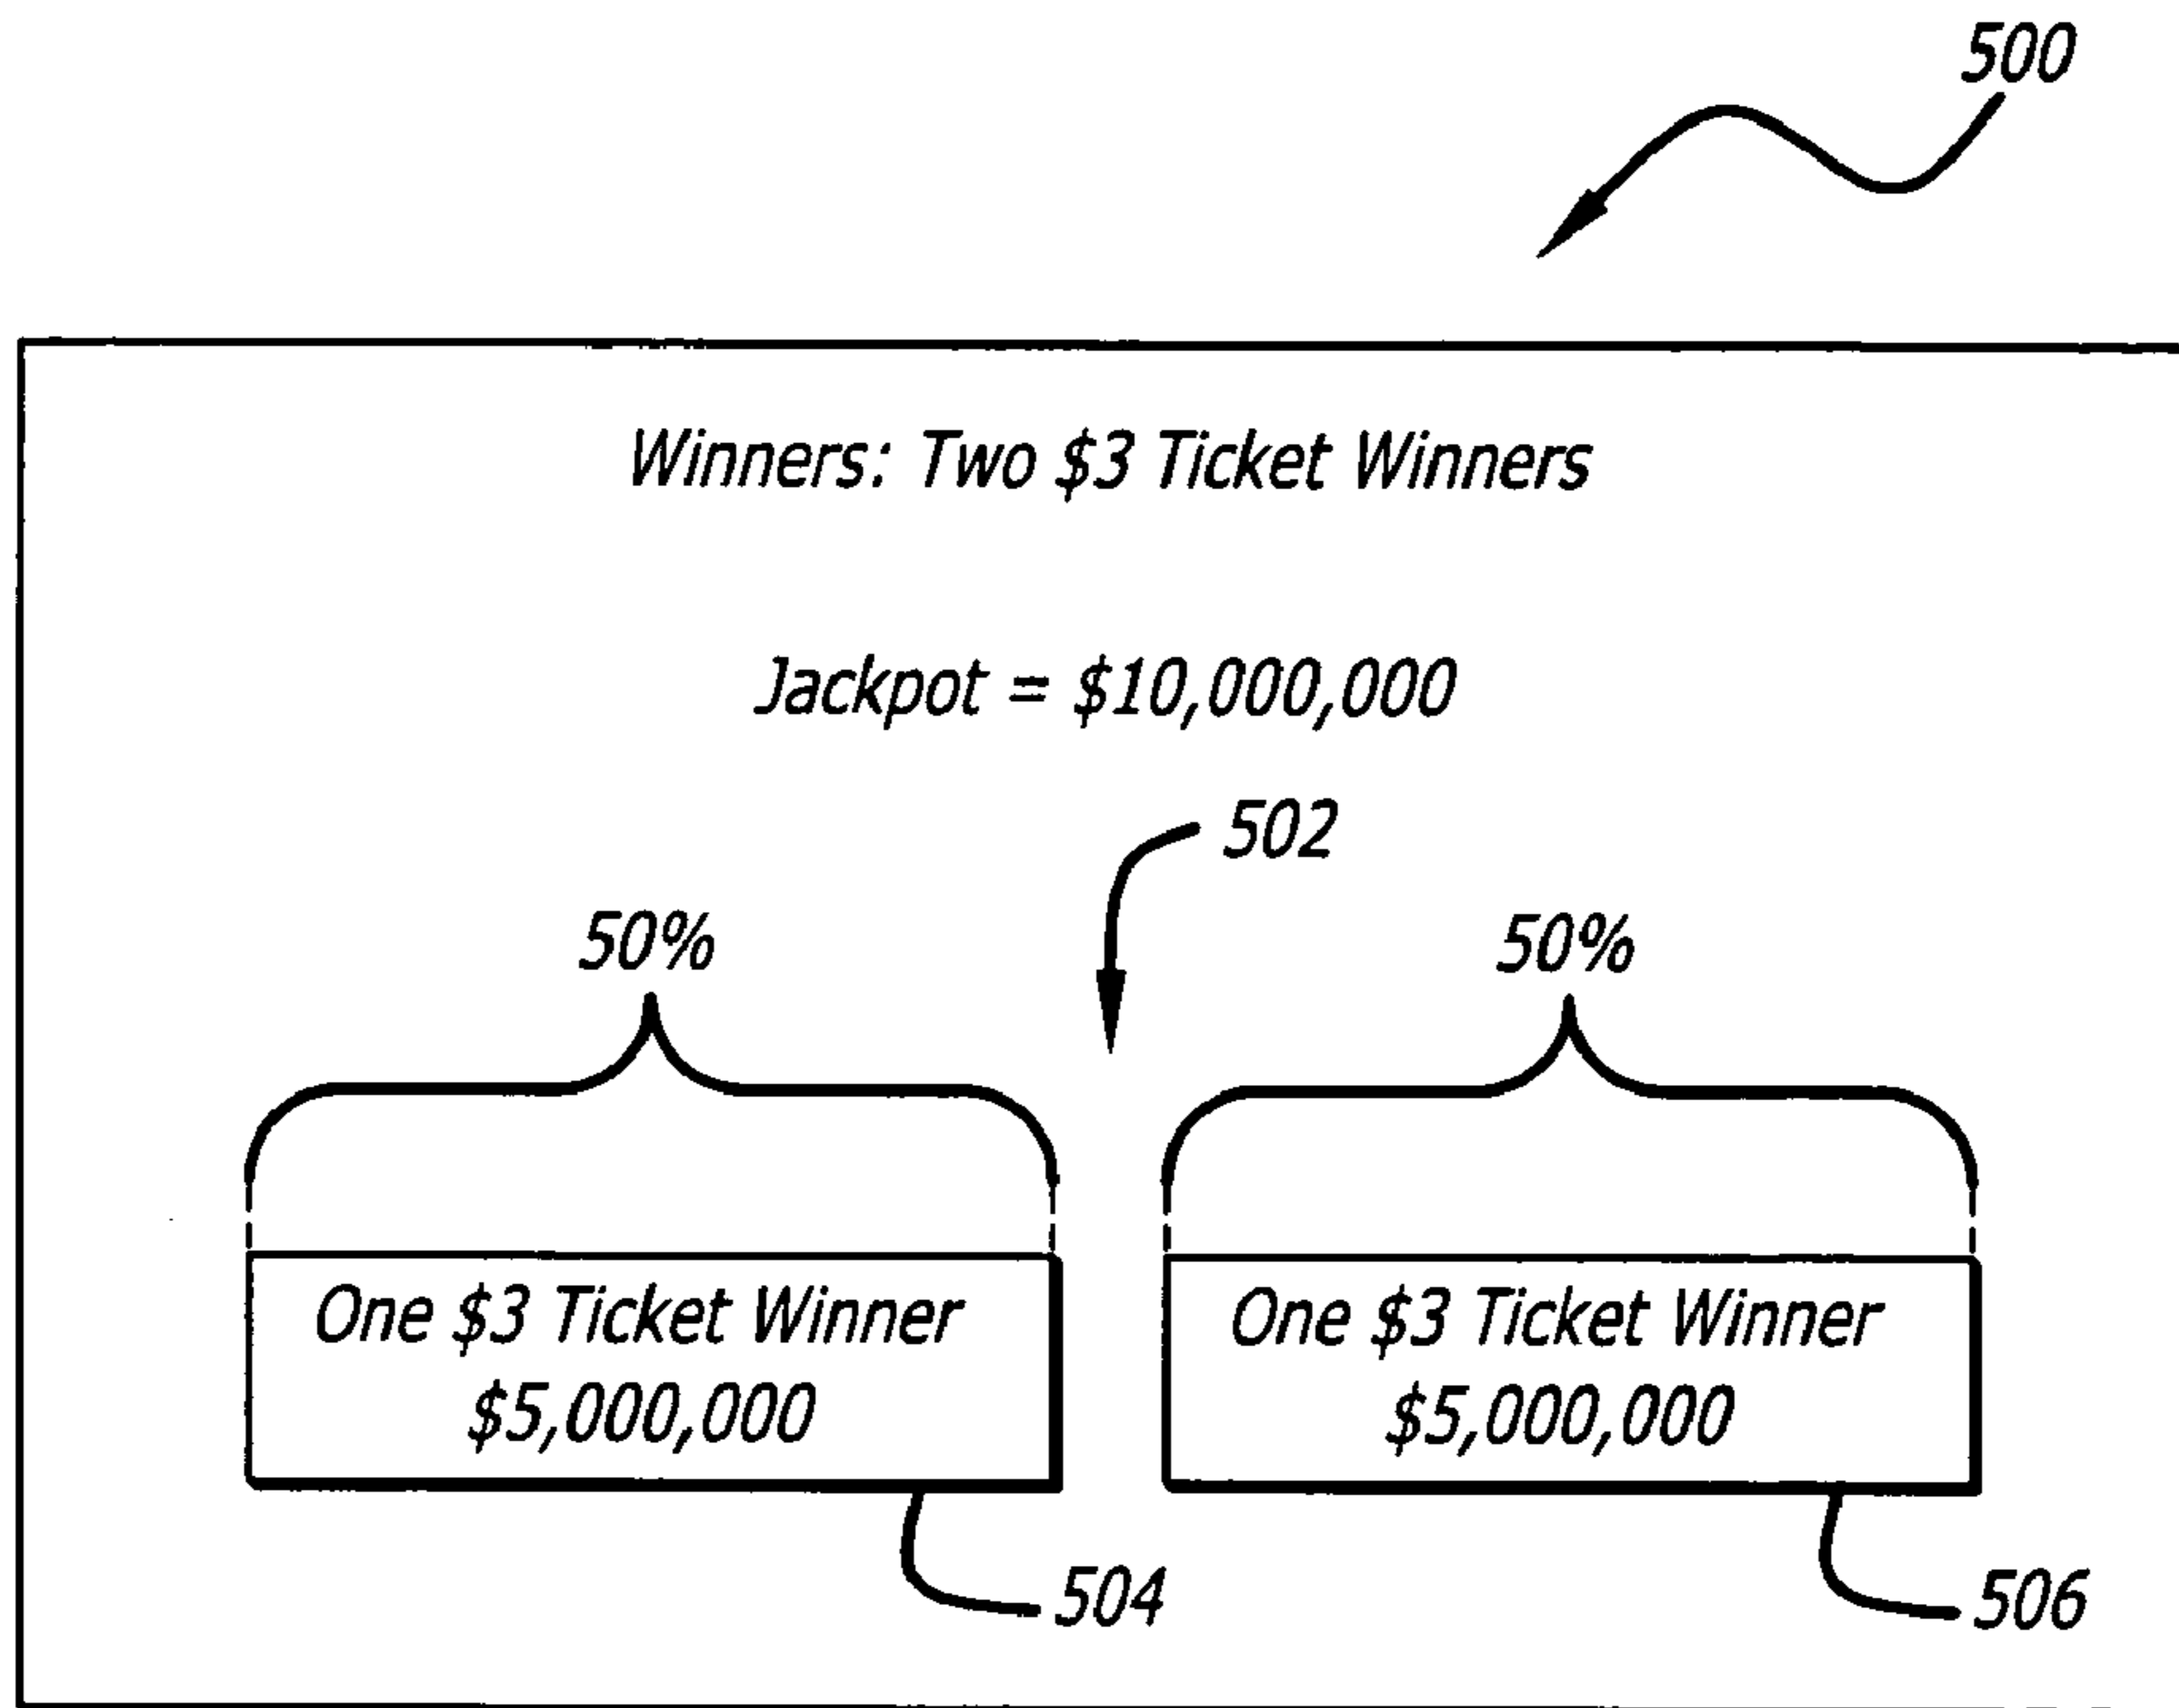 500
Winners: Two $3 Ticket Winners
Jackpot = $10,000,000
502
50%
50%
One $3 Ticket Winner
$5,000,000
One $3 Ticket Winner
$5,000,000
504
506